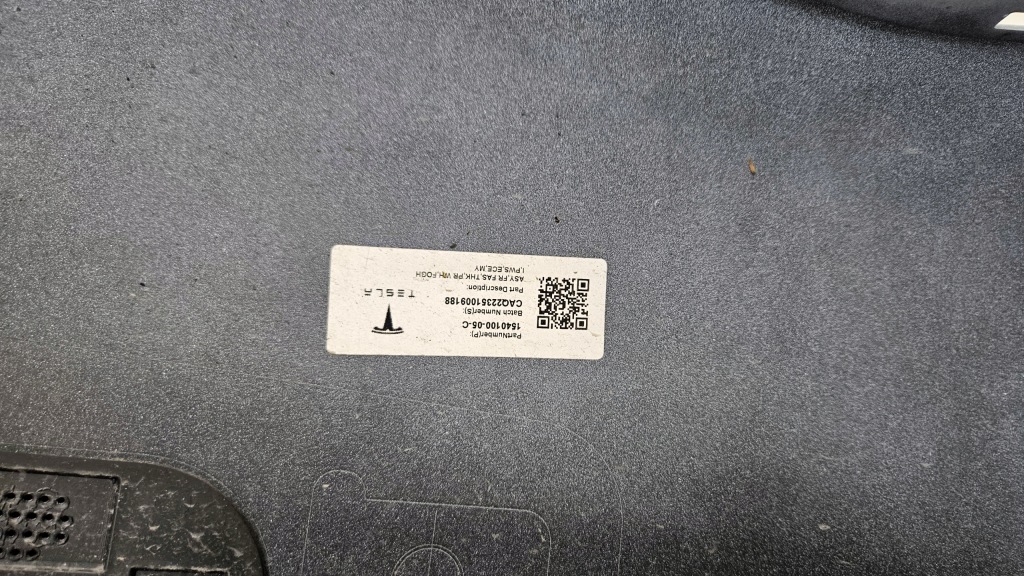 PartNumber(P):
1540100-05-C
Batch Number(S):
CAQ22351009188
Part Description:
ASY,FR FAS,THK,PR WH,FOGH
I,PWS,ECE,MY
TESLA